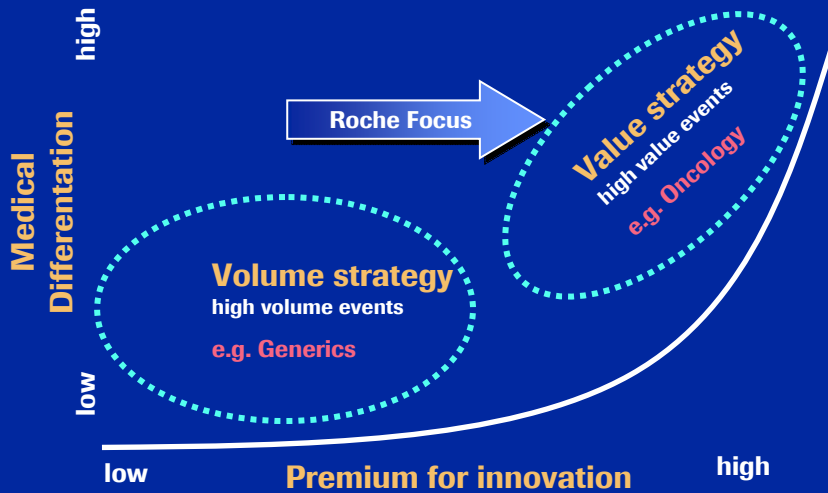 high
Medical
Differentation
low
Roche Focus
Value strategy
high value events
e.g. Oncology
Volume strategy
high volume events
e.g. Generics
low
Premium for innovation
high